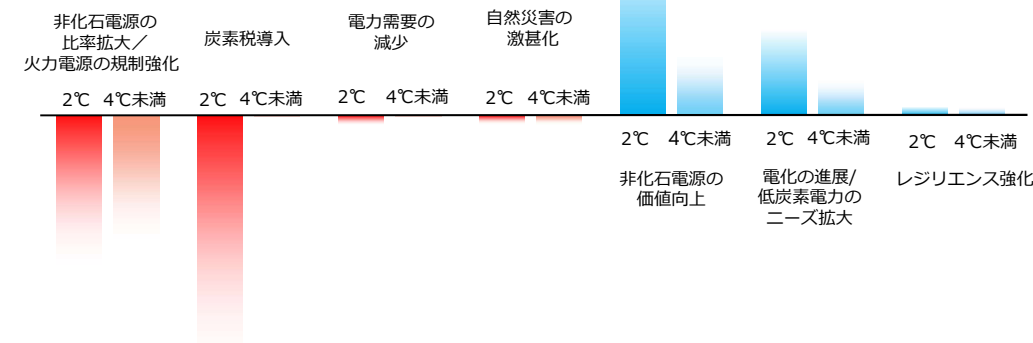 非化石電源の
比率拡大／
火力電源の規制強化
2℃ 4℃未満
炭素税導入
2℃ 4℃未満
電力需要の
減少
2℃ 4℃未満
自然災害の
激甚化
2℃ 4℃未満
2℃ 4℃未満
非化石電源の
価値向上
2℃ 4℃未満
電化の進展/
低炭素電力の
ニーズ拡大
2℃ 4℃未満
レジリエンス強化